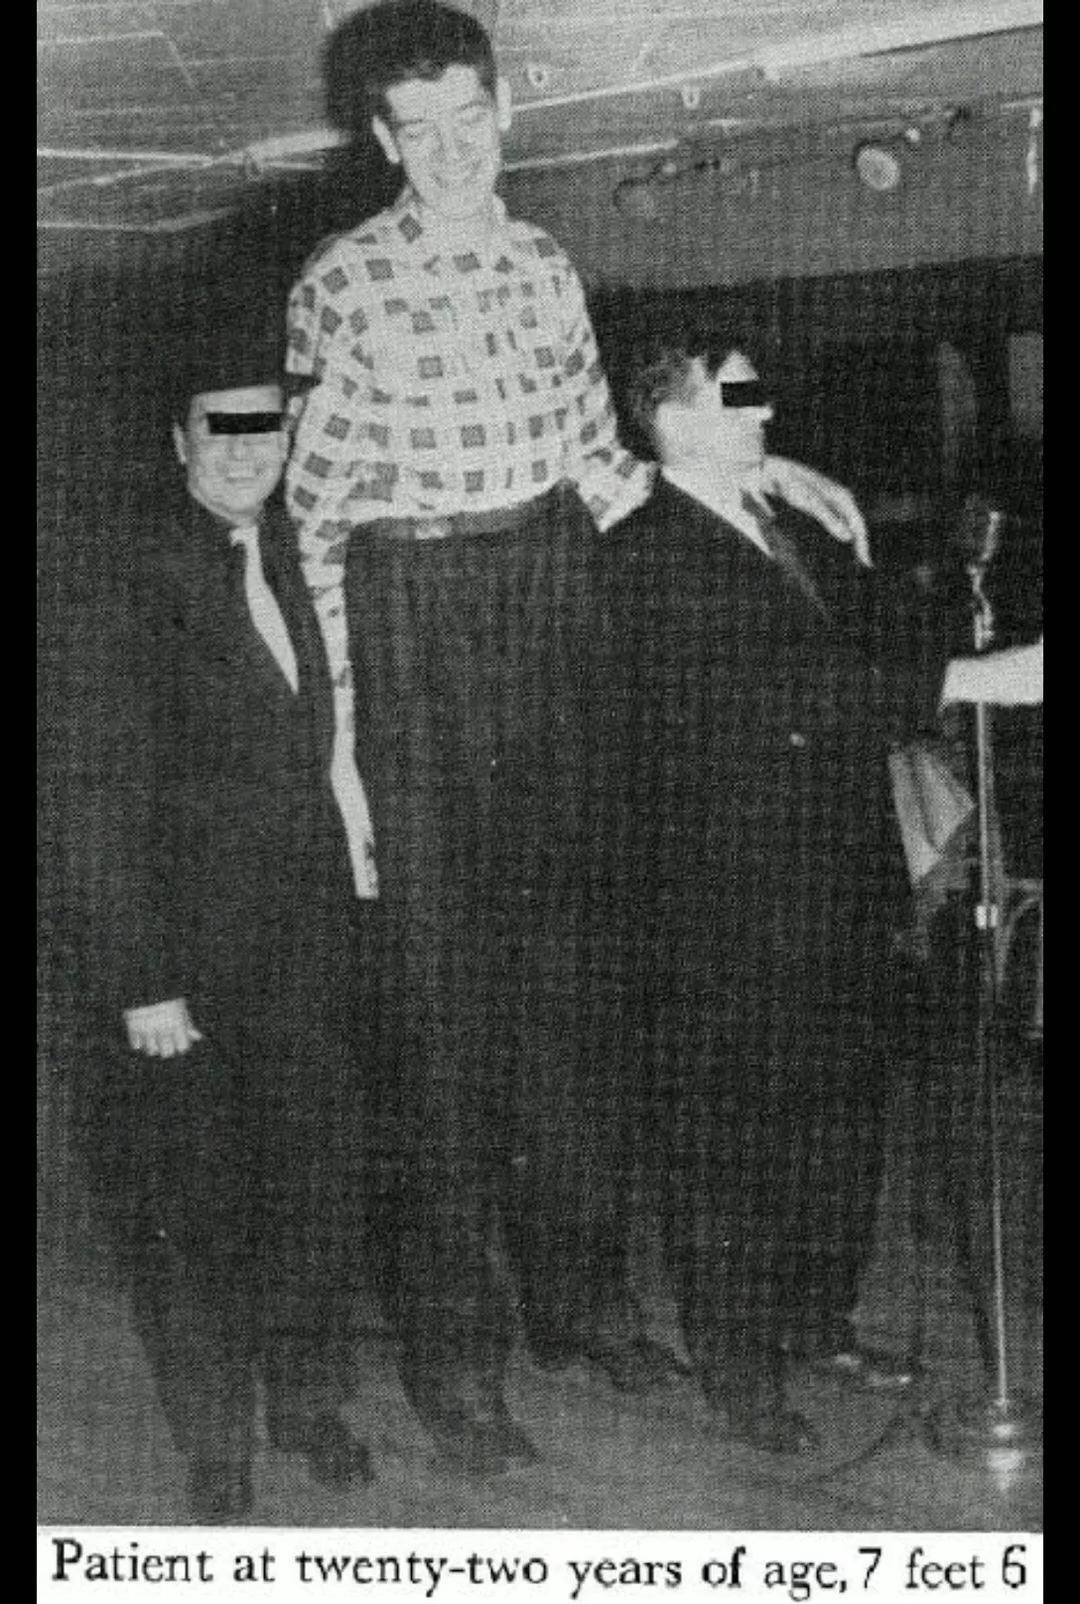 Patient at twenty-two years of age, 7 feet 6